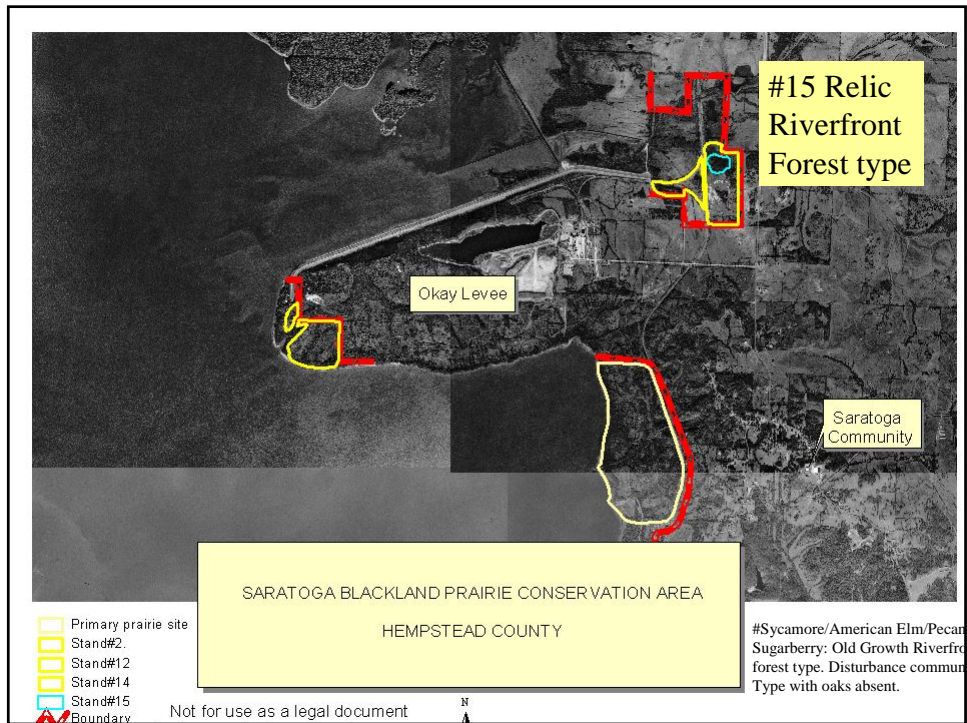 #15 Relic
Riverfront
Forest type
Okay Levee
Saratoga
Community
SARATOGA BLACKLAND PRAIRIE CONSERVATION AREA
HEMPSTEAD COUNTY
Primary prairie site
Stand#2.
Stand#12
Stand#14
Stand#15
Boundary
Not for use as a legal document
N
#Sycamore/American Elm/Pecan
Sugarberry: Old Growth Riverfro
forest type. Disturbance commun
Type with oaks absent.